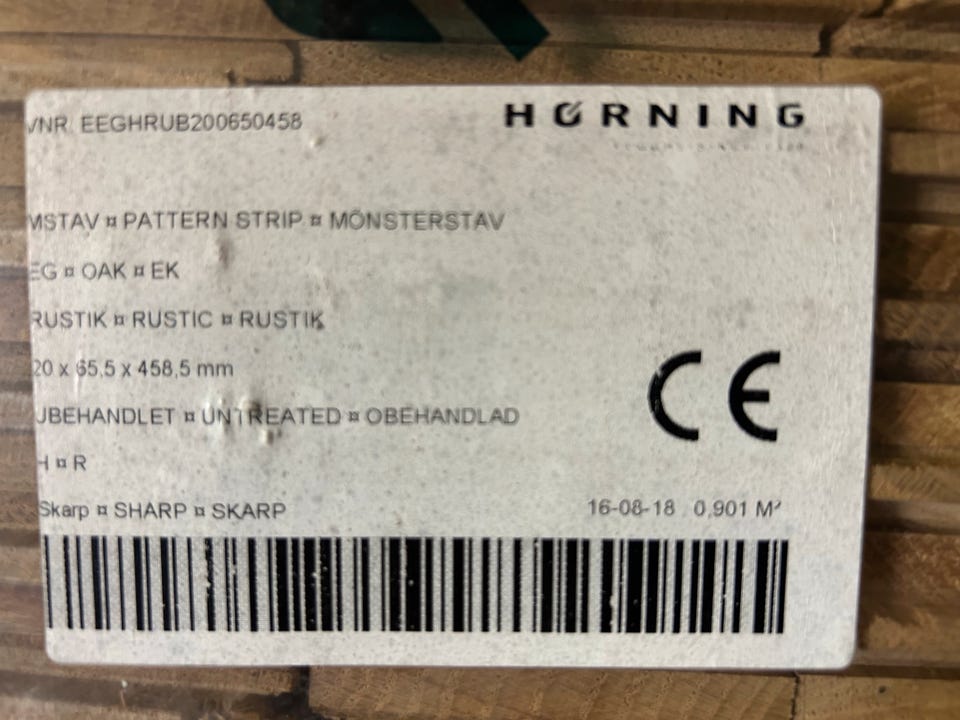 VNR. EEGHRUB200650458
HØRNING
MSTAV ¤ PATTERN STRIP ¤ MÖNSTERSTAV
EG ¤ OAK ¤ EK
RUSTIK ¤ RUSTIC ¤ RUSTIK
20 x 65,5 x 458,5 mm
UBEHANDLET ¤ UNTREATED ¤ OBEHANDLAD
H ¤ R
Skarp ¤ SHARP ¤ SKARP
16-08-18 0,901 M²
CE